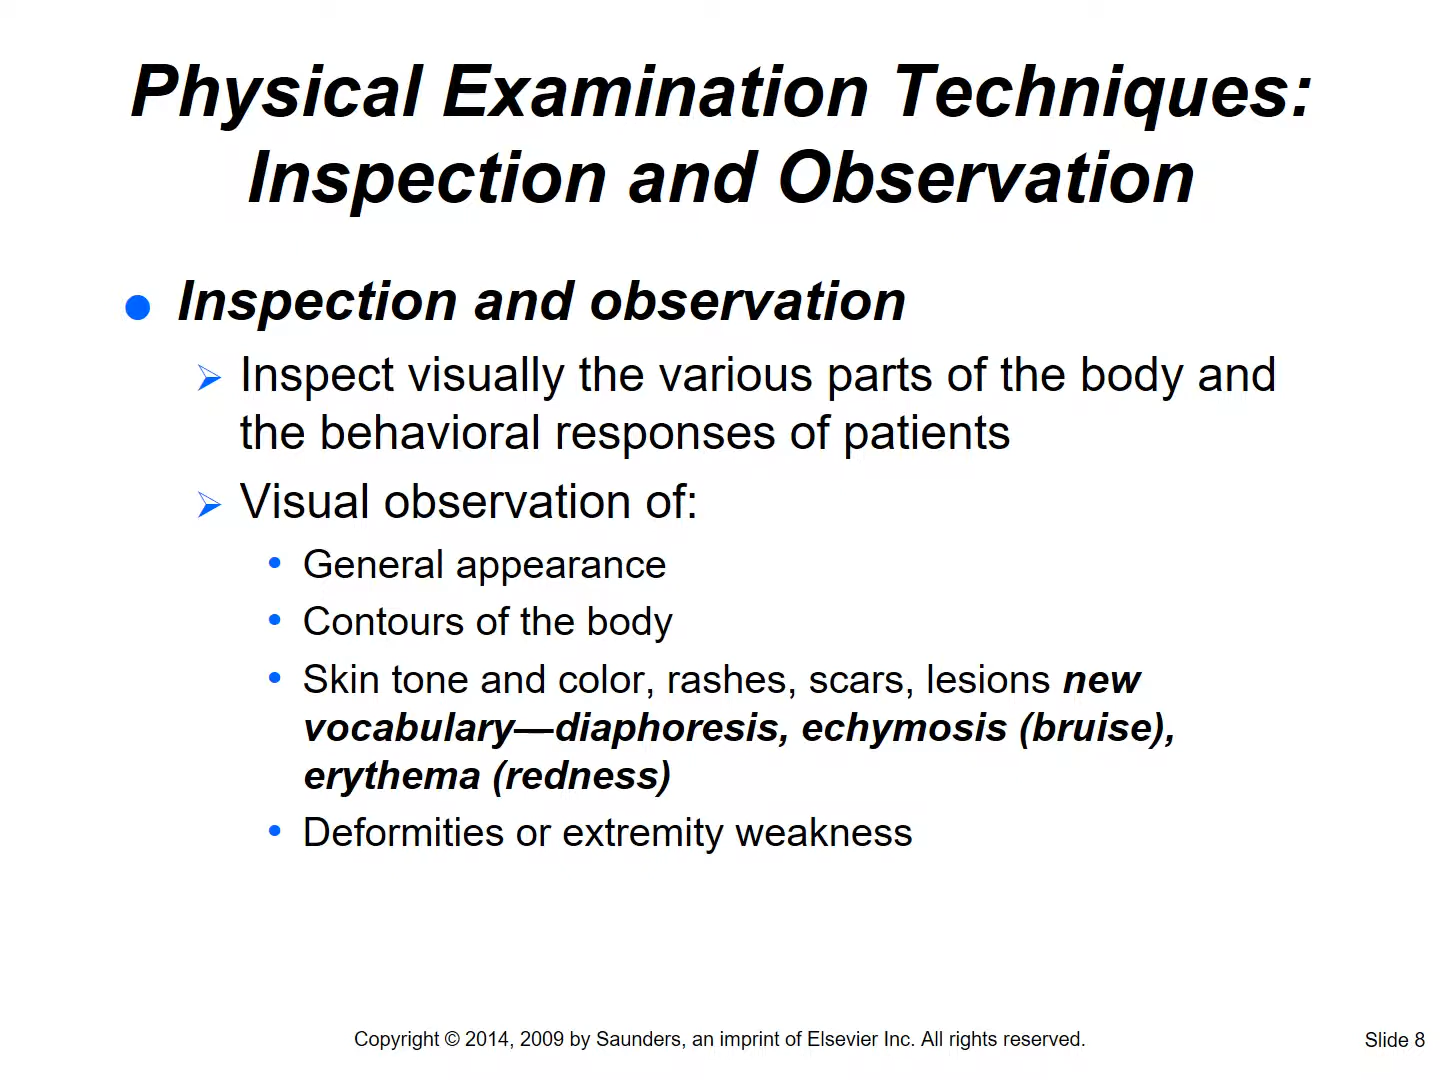 Physical Examination Techniques:
Inspection and Observation
Inspection and observation
Inspect visually the various parts of the body and
the behavioral responses of patients
Visual observation of:
General appearance
Contours of the body
Skin tone and color, rashes, scars, lesions new
vocabulary—diaphoresis, echymosis (bruise),
erythema (redness)
Deformities or extremity weakness
Copyright © 2014, 2009 by Saunders, an imprint of Elsevier Inc. All rights reserved.
Slide 8